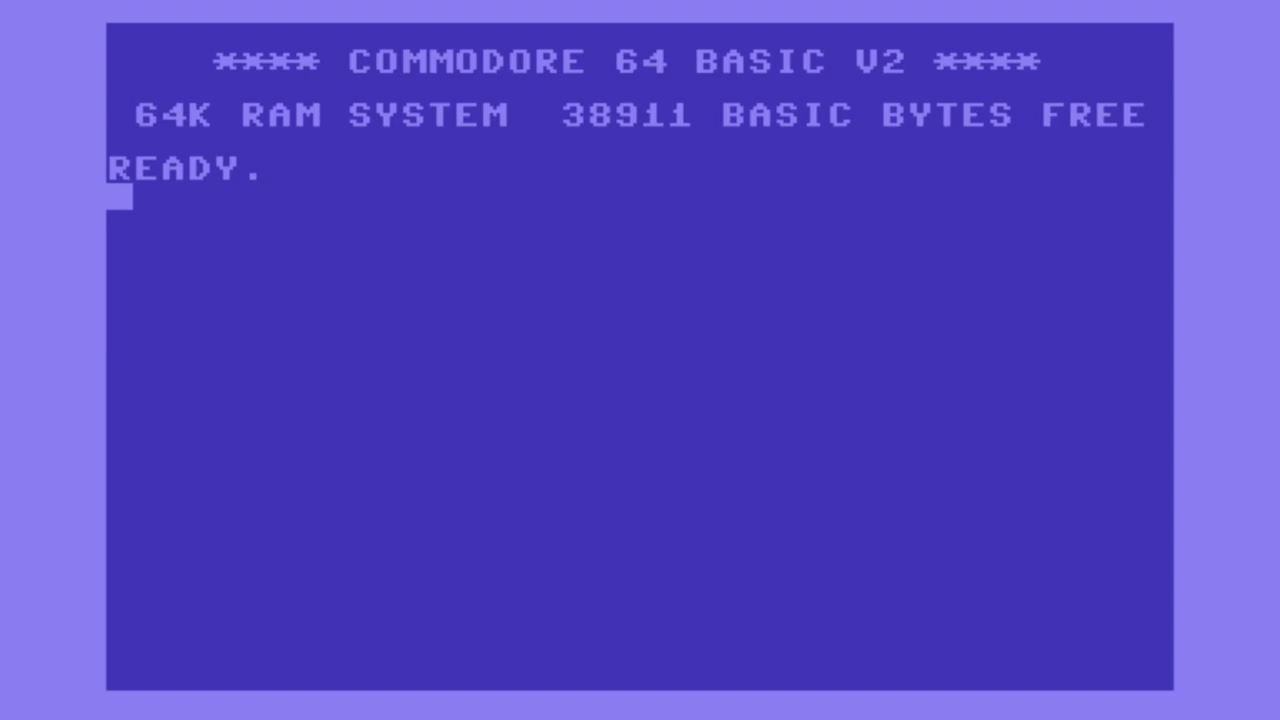 **** COMMODORE 64 BASIC V2 ****
64K RAM SYSTEM  38911 BASIC BYTES FREE
READY.